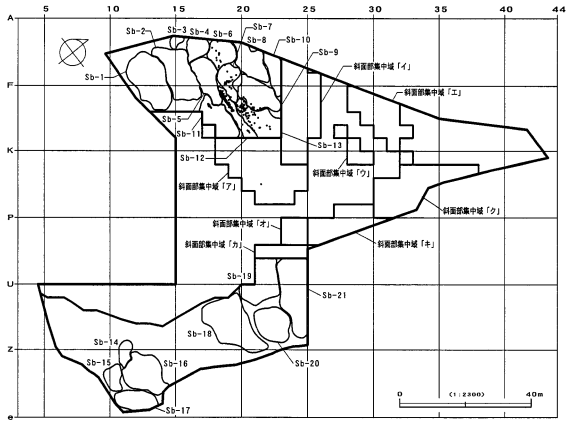 5 10 15 20 25 30 35 44
A
F
K
P
U
Z
e
Sb-1
Sb-2
Sb-3
Sb-4
Sb-6
Sb-7
Sb-8
Sb-10
Sb-9
Sb-5
Sb-11
Sb-12
Sb-13
斜面部集中域「イ」
斜面部集中域「エ」
斜面部集中域「ア」
斜面部集中域「ウ」
斜面部集中域「オ」
斜面部集中域「ク」
斜面部集中域「カ」
斜面部集中域「キ」
Sb-19
Sb-21
Sb-18
Sb-20
Sb-14
Sb-15
Sb-16
Sb-17
0 (1:2300) 40m